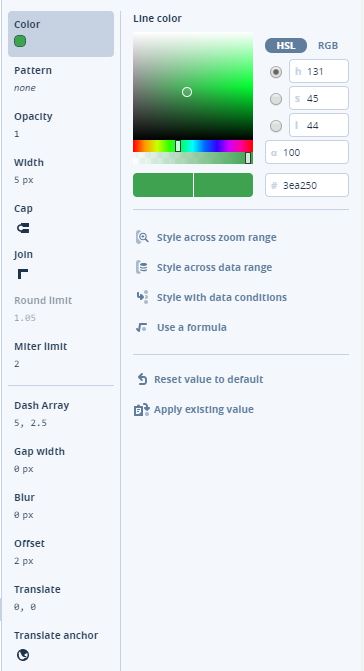 Color
Pattern
none
Opacity
1
Width
5 px
Cap
Join
Round limit
1.05
Miter limit
2
Dash Array
5, 2.5
Gap width
0 px
Blur
0 px
Offset
2 px
Translate
0, 0
Translate anchor
Line color
HSL RGB
h 131
s 45
l 44
α 100
# 3ea250
Style across zoom range
Style across data range
Style with data conditions
Use a formula
Reset value to default
Apply existing value